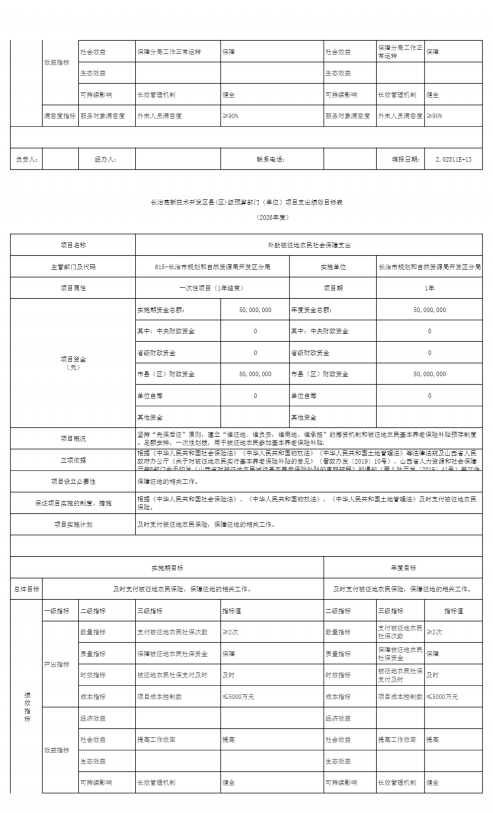 效益指标
社会效益 保障分局工作正常运转 保障 社会效益 保障分局工作正常运转 保障
生态效益 生态效益
可持续影响 长效管理机制 健全 可持续影响 长效管理机制 健全
满意度指标 服务对象满意度 外来人员满意度 ≥90% 服务对象满意度 外来人员满意度 ≥90%
负责人： 经办人： 联系电话： 填报日期： 2.02511E+13
长治高新技术开发区县(区)级预算部门（单位）项目支出绩效目标表
（2026年度）
项目名称 补助被征地农民社会保障支出
主管部门及代码 615-长治市规划和自然资源局开发区分局 实施单位 长治市规划和自然资源局开发区分局
项目属性 一次性项目（1年结束） 项目期 1年
项目资金
（元）
实施期资金总额： 50,000,000 年度资金总额： 50,000,000
其中：中央财政资金 0 其中：中央财政资金 0
省级财政资金 0 省级财政资金 0
市县（区）财政资金 50,000,000 市县（区）财政资金 50,000,000
单位自筹 0 单位自筹 0
其他资金 其他资金
项目概况 坚持“先保后征”原则，建立“谁征地、谁负责，谁用地、谁承担”的筹资机制和被征地农民基本养老保险补贴预存制度
，足额安排、一次性划拨，用于被征地农民参加基本养老保险补贴。
立项依据 根据《中华人民共和国社会保险法》《中华人民共和国物权法》《中华人民共和国土地管理法》等法律法规及山西省人民
政府办公厅《关于对被征地农民实行基本养老保险补贴的意见》（晋政办发〔2019〕15号）、山西省人力资源和社会保障
项目设立必要性 保障征地的相关工作。
保证项目实施的制度、措施 根据《中华人民共和国社会保险法》、《中华人民共和国物权法》、《中华人民共和国土地管理法》及时支付被征地农民
保险。
项目实施计划 及时支付被征地农民保险，保障征地的相关工作。
实施期目标 年度目标
总体目标 及时支付被征地农民保险，保障征地的相关工作。 及时支付被征地农民保险，保障征地的相关工作。
绩效指标
一级指标 二级指标 三级指标 指标值 二级指标 三级指标 指标值
产出指标
数量指标 支付被征地农民社保次数 ≥2次 数量指标 支付被征地农民社保次数 ≥2次
质量指标 保障被征地农民社保资金 保障 质量指标 保障被征地农民社保资金 保障
时效指标 被征地农民社保支付及时 及时 时效指标 被征地农民社保支付及时 及时
成本指标 项目成本控制数 ≤5000万元 成本指标 项目成本控制数 ≤5000万元
效益指标
经济效益 经济效益
社会效益 提高工作效率 提高 社会效益 提高工作效率 提高
生态效益 生态效益
可持续影响 长效管理机制 健全 可持续影响 长效管理机制 健全